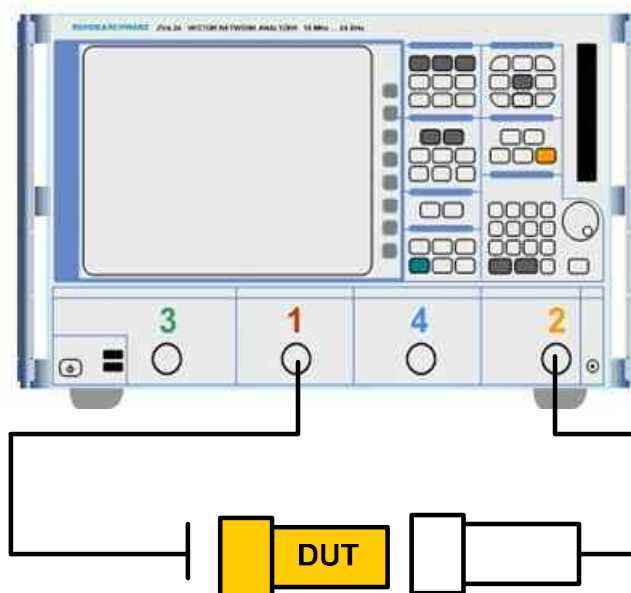 ROHDE&SCHWARZ ZVA 24 VECTOR NETWORK ANALYZER 10 MHz ... 24 GHz
3 1 4 2
DUT